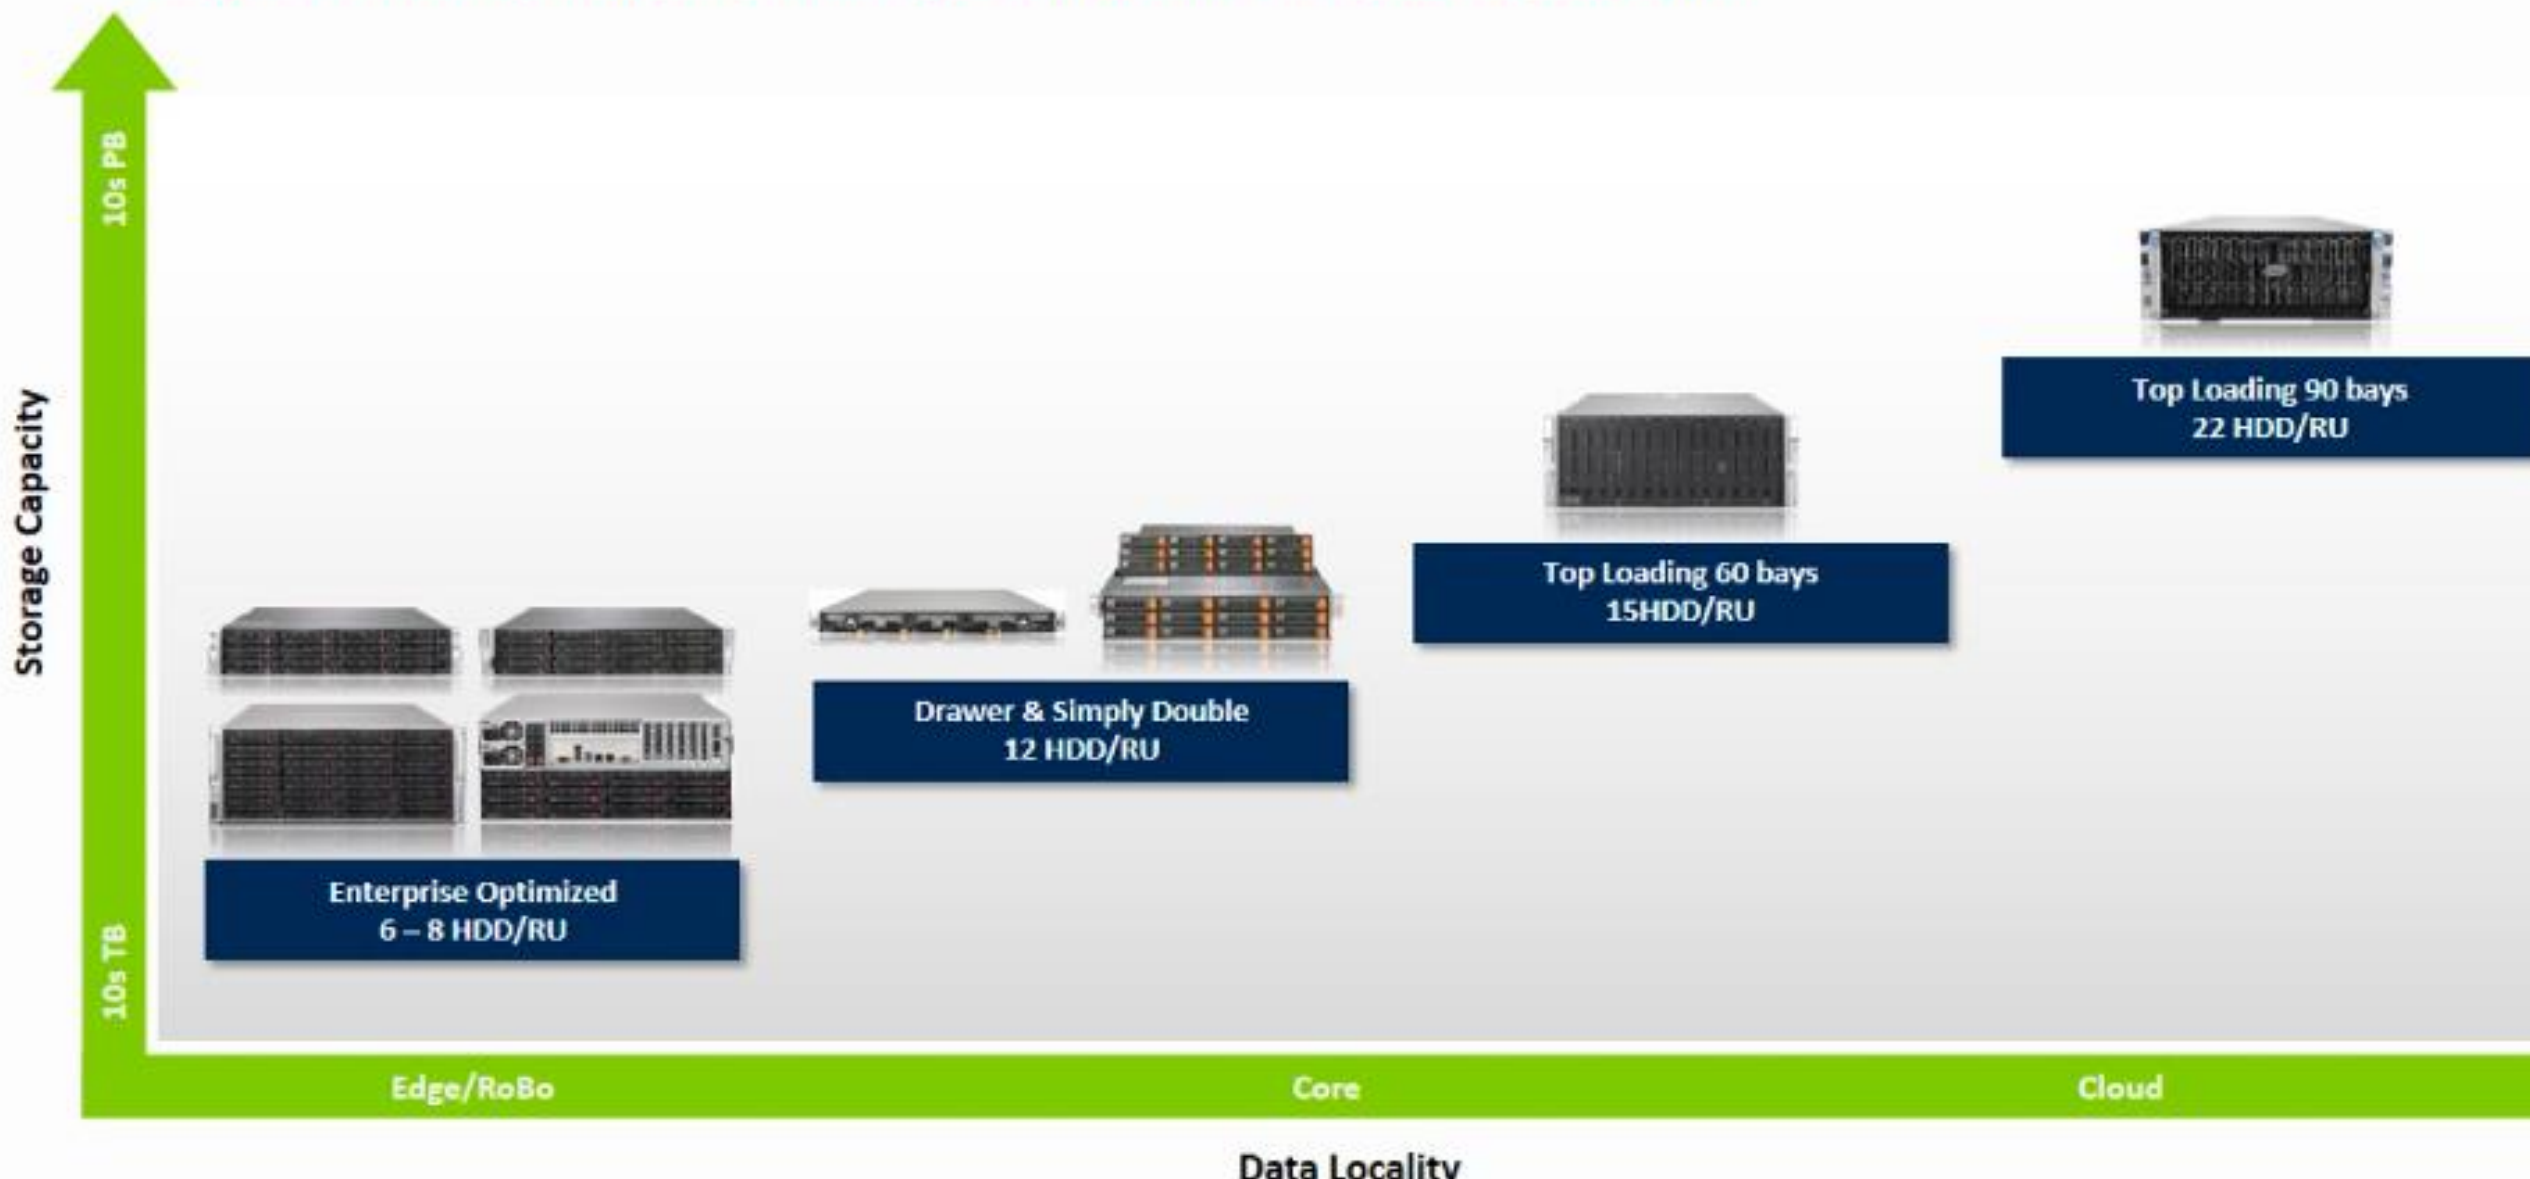 10s PB
Storage Capacity
10s TB
Top Loading 90 bays
22 HDD/RU
Top Loading 60 bays
15HDD/RU
Drawer & Simply Double
12 HDD/RU
Enterprise Optimized
6 – 8 HDD/RU
Edge/RoBo
Core
Cloud
Data Locality